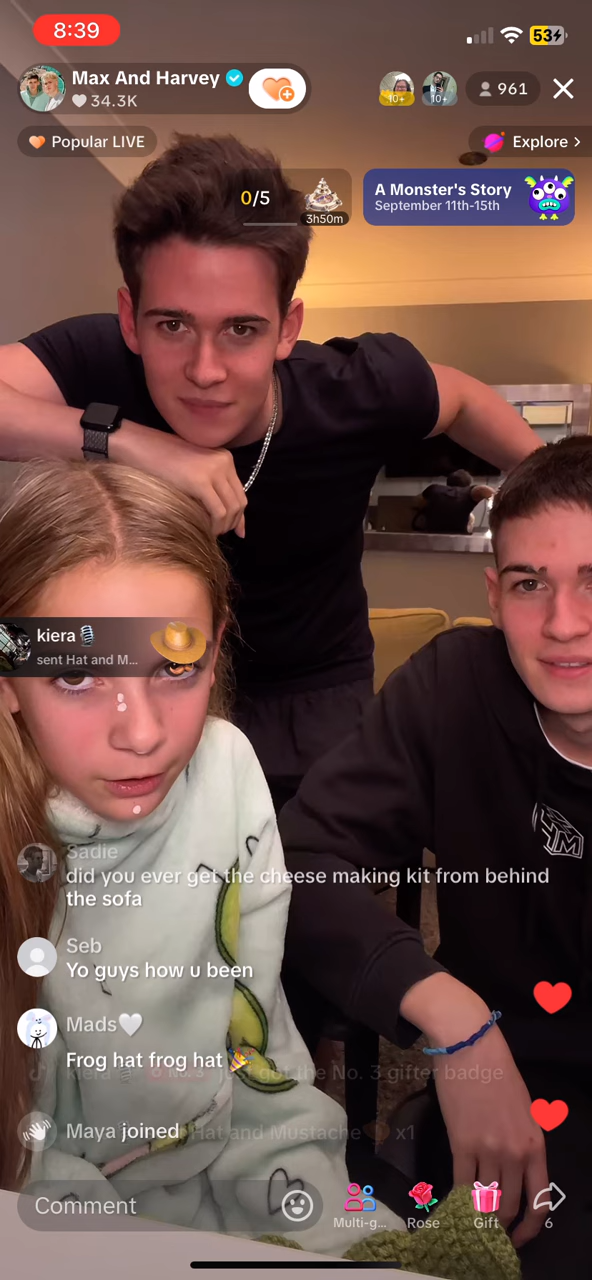 8:39
53
Max And Harvey
34.3K
10+
10+
961
Popular LIVE
Explore >
0/5
3h50m
A Monster's Story
September 11th-15th
kiera
sent Hat and M...
Sadie
did you ever get the cheese making kit from behind
the sofa
Seb
Yo guys how u been
Mads
Frog hat frog hat
kiera just got the No. 3 gifter badge
Maya joined
Hat and Mustache x1
Comment
Multi-g...
Rose
Gift
6